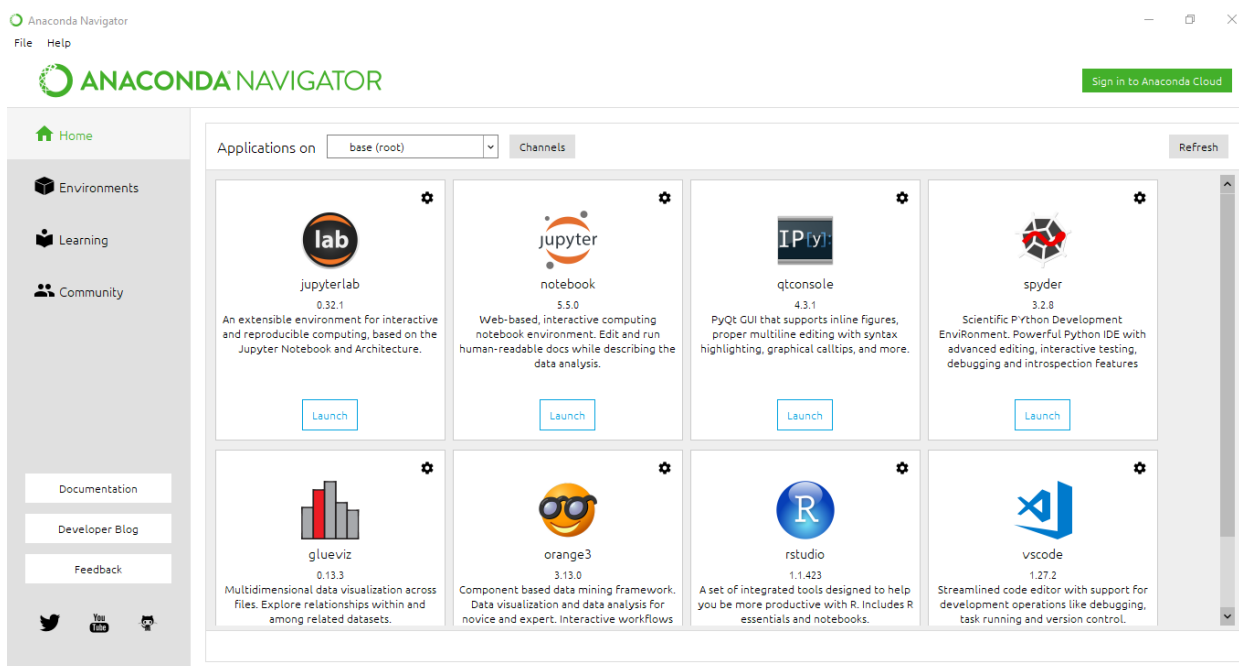 Anaconda Navigator
File Help
ANACONDA NAVIGATOR
Sign in to Anaconda Cloud
Home
Environments
Learning
Community
Documentation
Developer Blog
Feedback
You
Tube
Applications on base (root) Channels Refresh
lab
jupyterlab
0.32.1
An extensible environment for interactive
and reproducible computing, based on the
Jupyter Notebook and Architecture.
Launch
jupyter
notebook
5.5.0
Web-based, interactive computing
notebook environment. Edit and run
human-readable docs while describing the
data analysis.
Launch
IP[y]:
qtconsole
4.3.1
PyQt GUI that supports inline figures,
proper multiline editing with syntax
highlighting, graphical calltips, and more.
Launch
spyder
3.2.8
Scientific PYthon Development
EnviRonment. Powerful Python IDE with
advanced editing, interactive testing,
debugging and introspection features
Launch
glueviz
0.13.3
Multidimensional data visualization across
files. Explore relationships within and
among related datasets.
orange3
3.13.0
Component based data mining framework.
Data visualization and data analysis for
novice and expert. Interactive workflows
R
rstudio
1.1.423
A set of integrated tools designed to help
you be more productive with R. Includes R
essentials and notebooks.
vscode
1.27.2
Streamlined code editor with support for
development operations like debugging,
task running and version control.